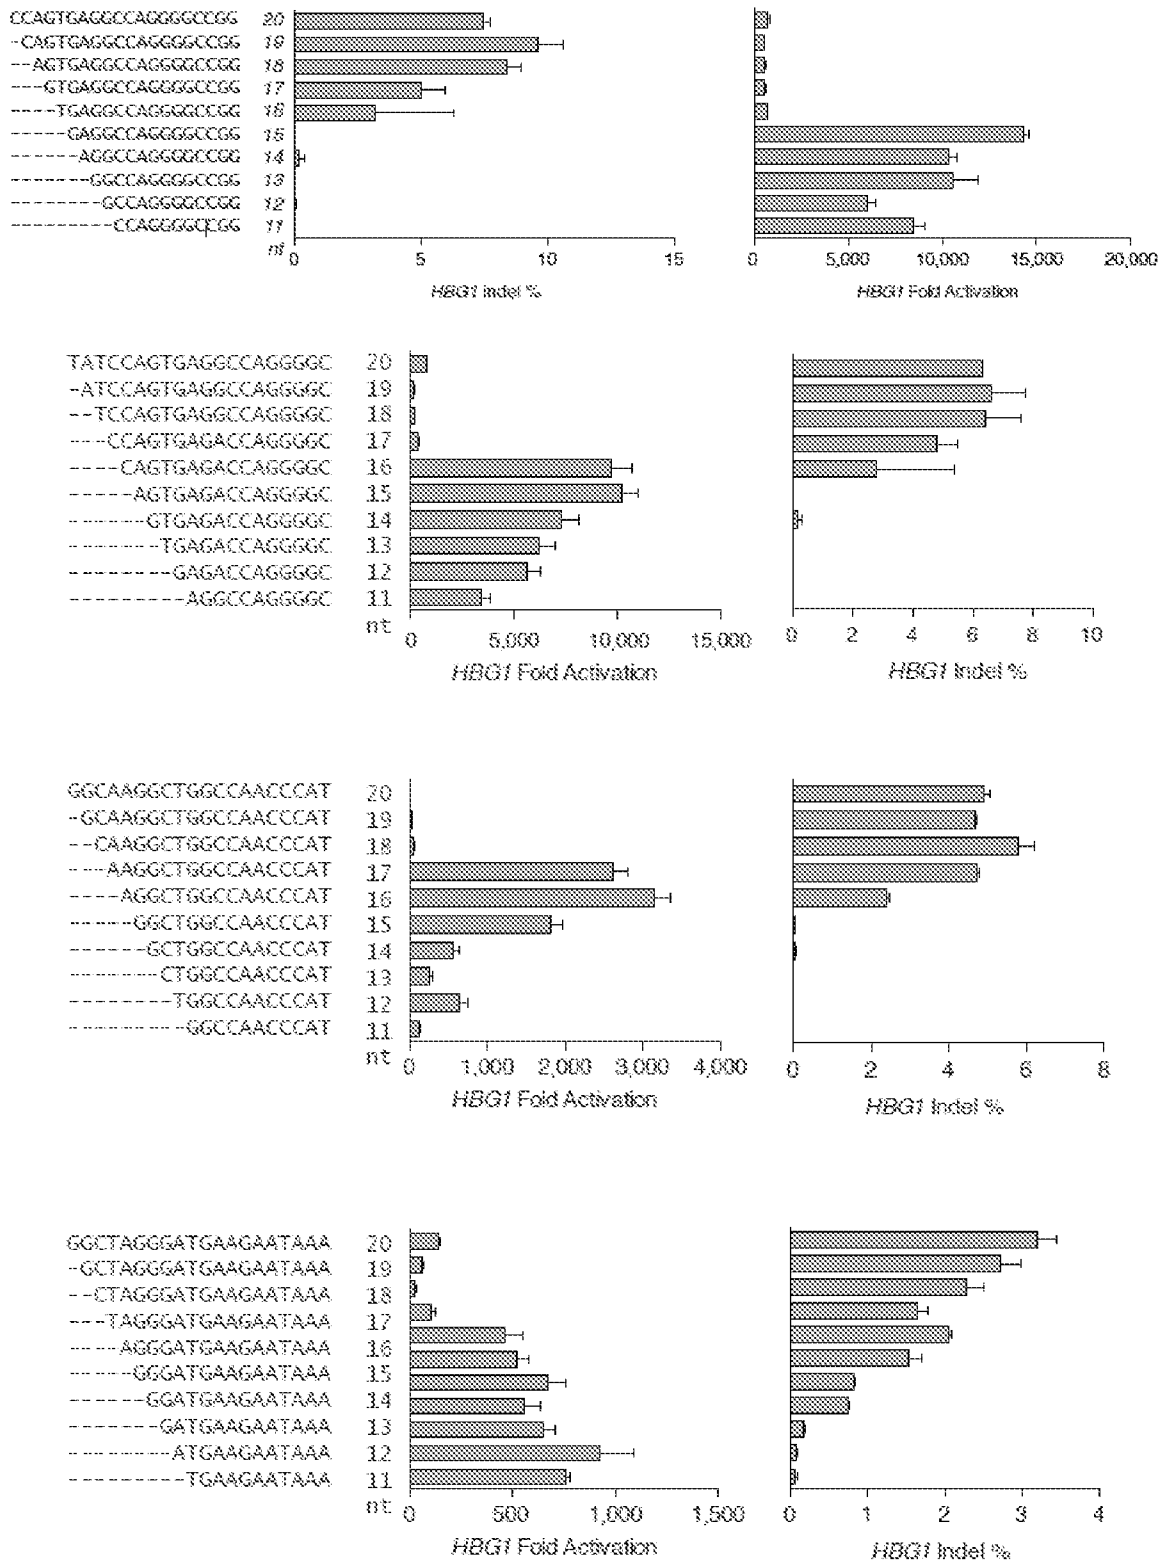 CCAGTGAGGCCAGGGGCCGG 20
-CAGTGAGGCCAGGGGCCGG 19
--AGTGAGGCCAGGGGCCGG 18
---GTGAGGCCAGGGGCCGG 17
----TGAGGCCAGGGGCCGG 16
-----GAGGCCAGGGGCCGG 15
------AGGCCAGGGGCCGG 14
-------GGCCAGGGGCCGG 13
--------GCCAGGGGCCGG 12
---------CCAGGGGCCGG 11
nt
0 5 10 15
HBG1 Indel %
0 5,000 10,000 15,000 20,000
HBG1 Fold Activation
TATCCAGTGAGGCCAGGGGC 20
-ATCCAGTGAGGCCAGGGGC 19
--TCCAGTGAGGCCAGGGGC 18
---CCAGTGAGACCAGGGGC 17
----CAGTGAGACCAGGGGC 16
-----AGTGAGACCAGGGGC 15
------GTGAGACCAGGGGC 14
-------TGAGACCAGGGGC 13
--------GAGACCAGGGGC 12
---------AGGCCAGGGGC 11
nt
0 5,000 10,000 15,000
HBG1 Fold Activation
0 2 4 6 8 10
HBG1 Indel %
GGCAAGGCTGGCCAACCCAT 20
-GCAAGGCTGGCCAACCCAT 19
--CAAGGCTGGCCAACCCAT 18
---AAGGCTGGCCAACCCAT 17
----AGGCTGGCCAACCCAT 16
-----GGCTGGCCAACCCAT 15
------GCTGGCCAACCCAT 14
-------CTGGCCAACCCAT 13
--------TGGCCAACCCAT 12
---------GGCCAACCCAT 11
nt
0 1,000 2,000 3,000 4,000
HBG1 Fold Activation
0 2 4 6 8
HBG1 Indel %
GGCTAGGGATGAAGAATAAA 20
-GCTAGGGATGAAGAATAAA 19
--CTAGGGATGAAGAATAAA 18
---TAGGGATGAAGAATAAA 17
----AGGGATGAAGAATAAA 16
-----GGGATGAAGAATAAA 15
------GGATGAAGAATAAA 14
-------GATGAAGAATAAA 13
--------ATGAAGAATAAA 12
---------TGAAGAATAAA 11
nt
0 500 1,000 1,500
HBG1 Fold Activation
0 1 2 3 4
HBG1 Indel %